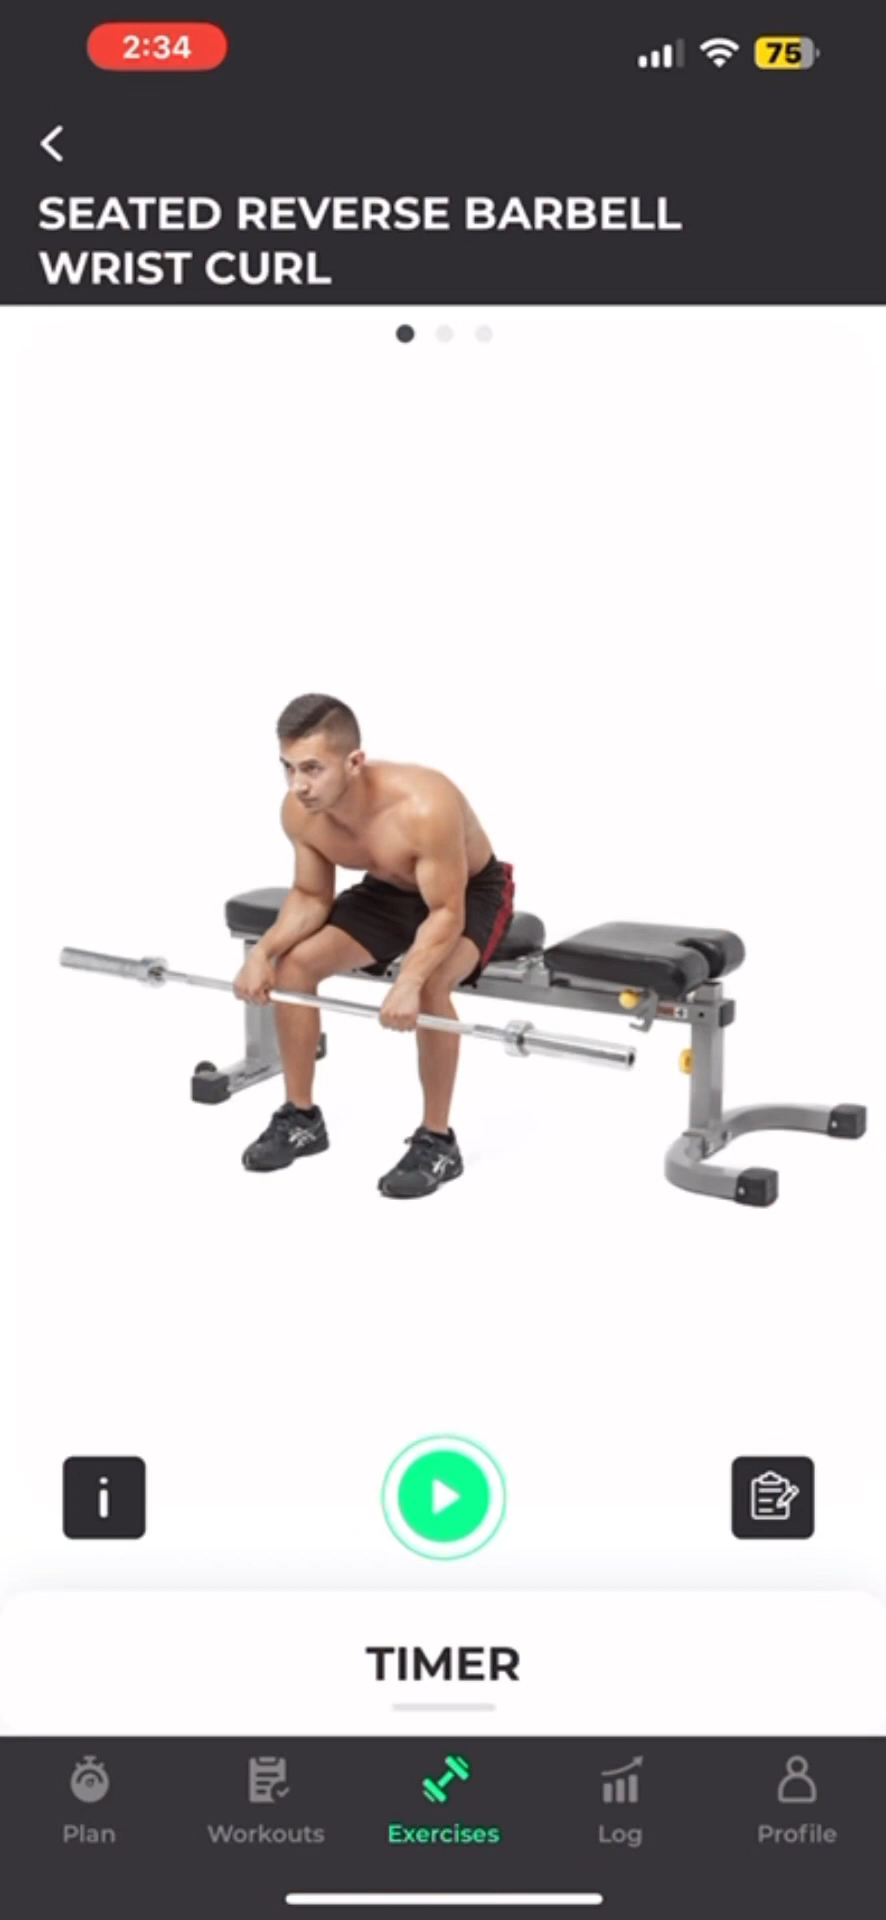 2:34
75
SEATED REVERSE BARBELL
WRIST CURL
i
TIMER
Plan
Workouts
Exercises
Log
Profile